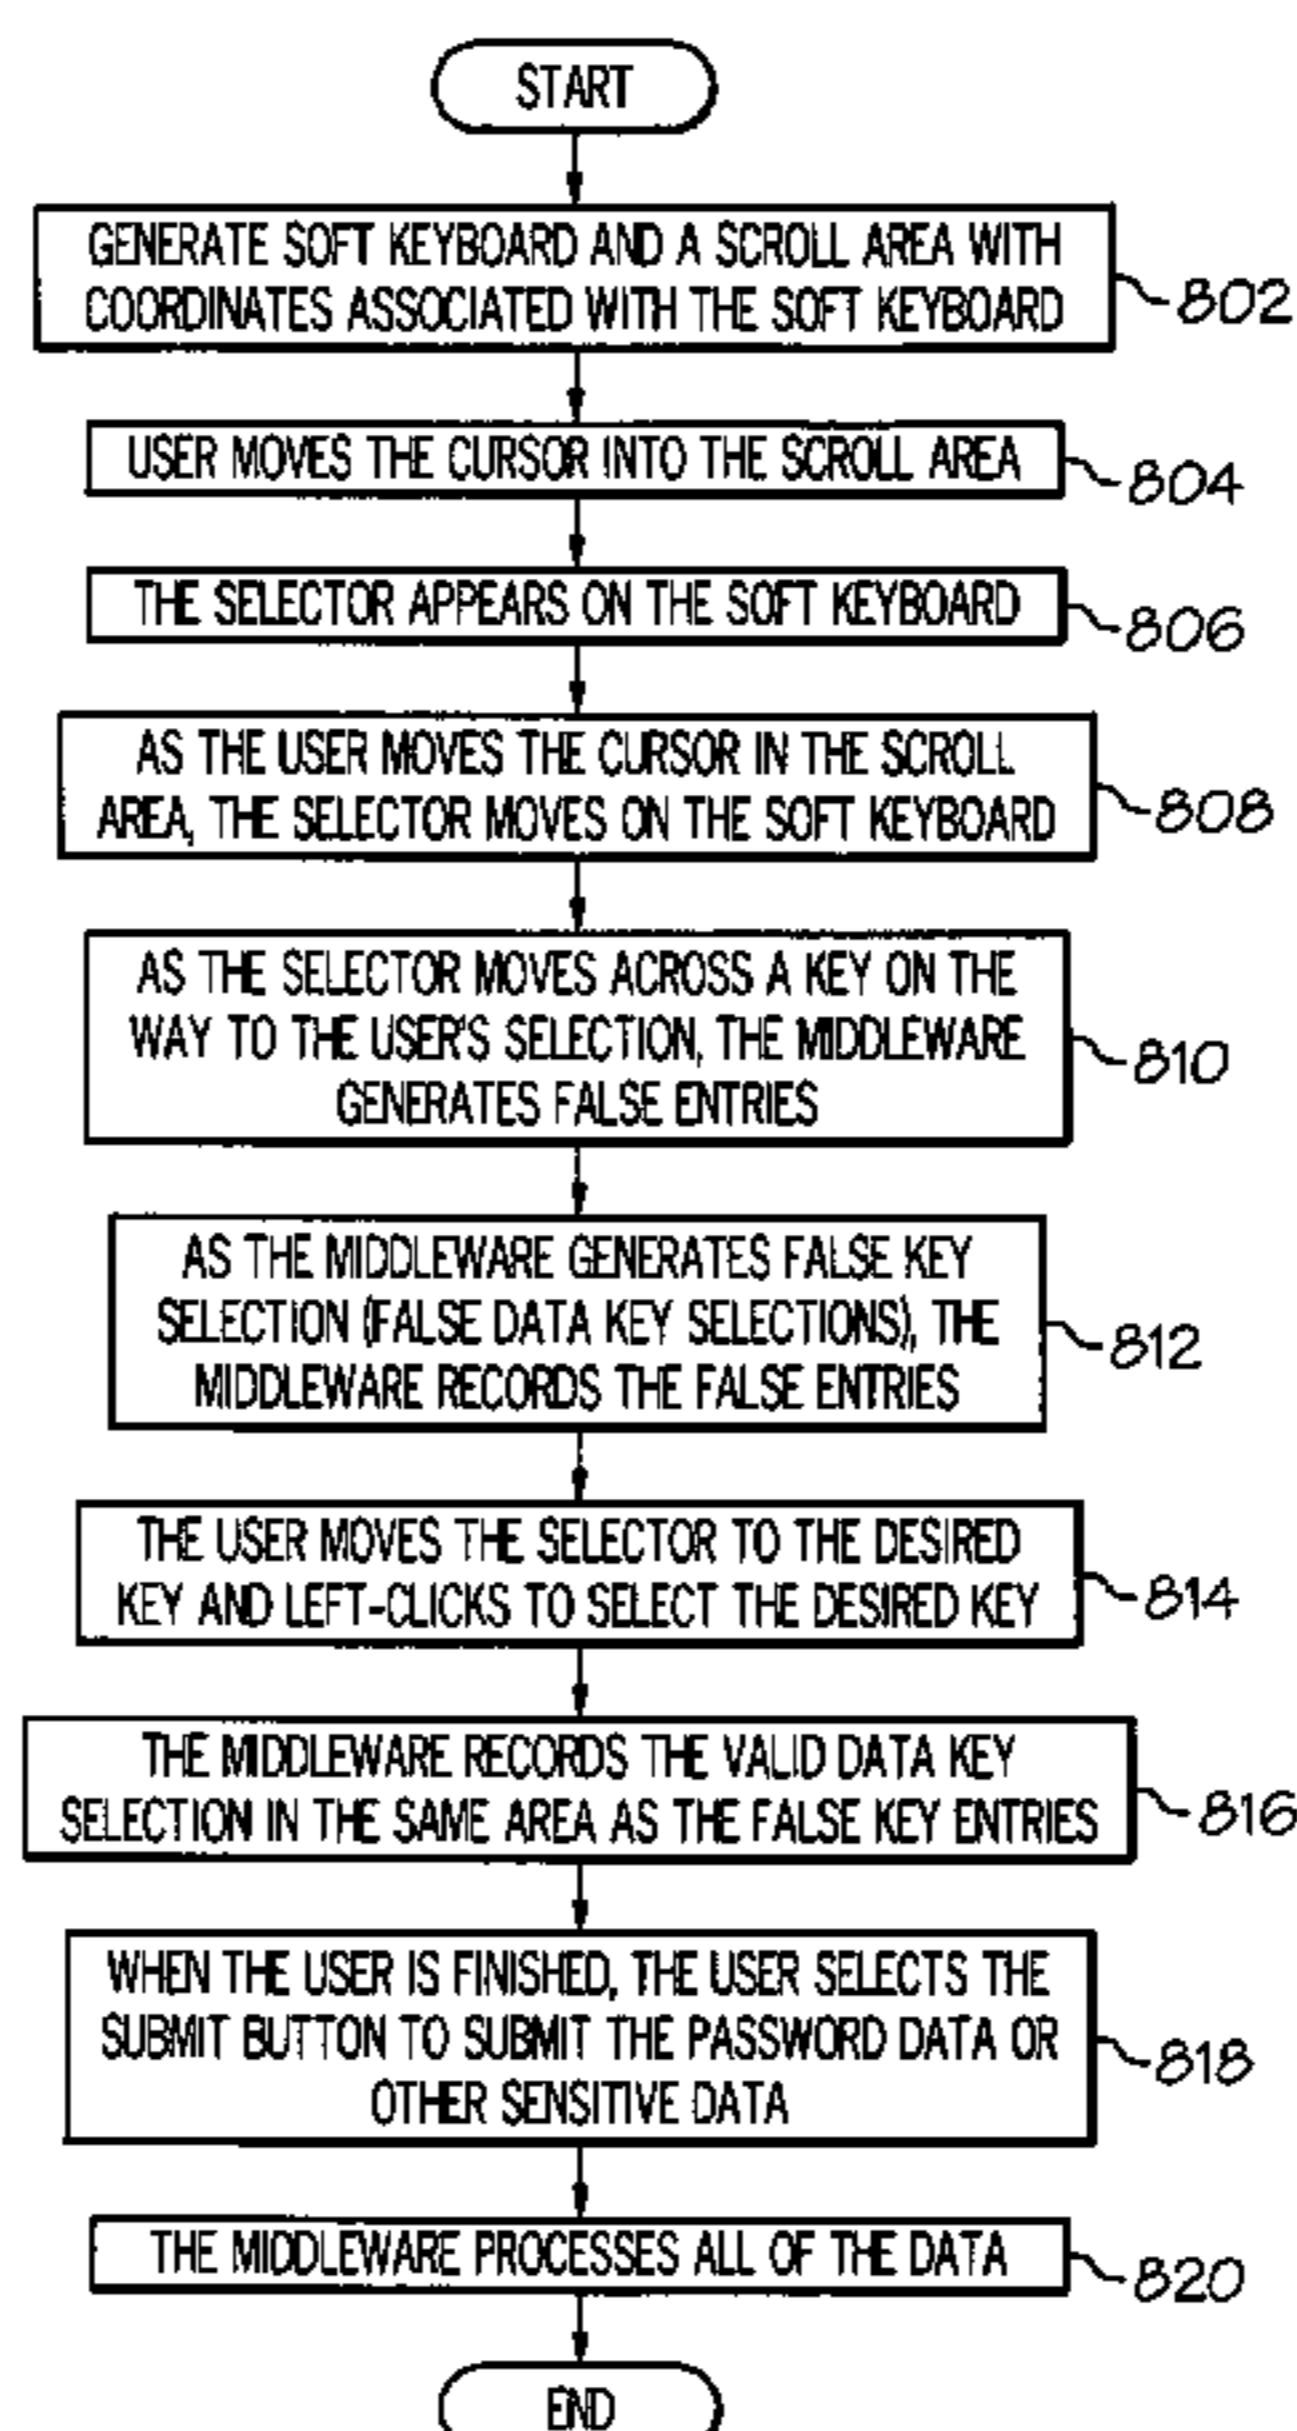 START
GENERATE SOFT KEYBOARD AND A SCROLL AREA WITH
COORDINATES ASSOCIATED WITH THE SOFT KEYBOARD
802
USER MOVES THE CURSOR INTO THE SCROLL AREA
804
THE SELECTOR APPEARS ON THE SOFT KEYBOARD
806
AS THE USER MOVES THE CURSOR IN THE SCROLL
AREA, THE SELECTOR MOVES ON THE SOFT KEYBOARD
808
AS THE SELECTOR MOVES ACROSS A KEY ON THE
WAY TO THE USER'S SELECTION, THE MIDDLEWARE
GENERATES FALSE ENTRIES
810
AS THE MIDDLEWARE GENERATES FALSE KEY
SELECTION (FALSE DATA KEY SELECTIONS), THE
MIDDLEWARE RECORDS THE FALSE ENTRIES
812
THE USER MOVES THE SELECTOR TO THE DESIRED
KEY AND LEFT-CLICKS TO SELECT THE DESIRED KEY
814
THE MIDDLEWARE RECORDS THE VALID DATA KEY
SELECTION IN THE SAME AREA AS THE FALSE KEY ENTRIES
816
WHEN THE USER IS FINISHED, THE USER SELECTS THE
SUBMIT BUTTON TO SUBMIT THE PASSWORD DATA OR
OTHER SENSITIVE DATA
818
THE MIDDLEWARE PROCESSES ALL OF THE DATA
820
END